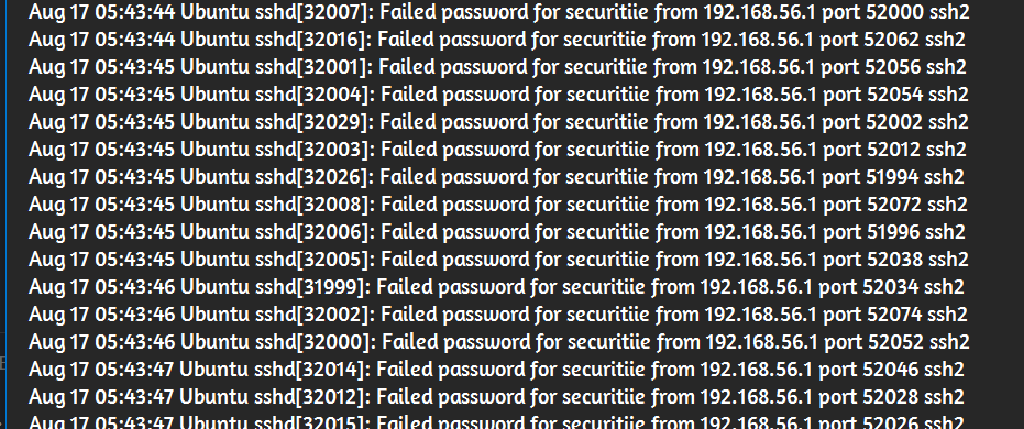 Aug 17 05:43:44 Ubuntu sshd[32007]: Failed password for securitiie from 192.168.56.1 port 52000 ssh2
Aug 17 05:43:44 Ubuntu sshd[32016]: Failed password for securitiie from 192.168.56.1 port 52062 ssh2
Aug 17 05:43:45 Ubuntu sshd[32001]: Failed password for securitiie from 192.168.56.1 port 52056 ssh2
Aug 17 05:43:45 Ubuntu sshd[32004]: Failed password for securitiie from 192.168.56.1 port 52054 ssh2
Aug 17 05:43:45 Ubuntu sshd[32029]: Failed password for securitiie from 192.168.56.1 port 52002 ssh2
Aug 17 05:43:45 Ubuntu sshd[32003]: Failed password for securitiie from 192.168.56.1 port 52012 ssh2
Aug 17 05:43:45 Ubuntu sshd[32026]: Failed password for securitiie from 192.168.56.1 port 51994 ssh2
Aug 17 05:43:45 Ubuntu sshd[32008]: Failed password for securitiie from 192.168.56.1 port 52072 ssh2
Aug 17 05:43:45 Ubuntu sshd[32006]: Failed password for securitiie from 192.168.56.1 port 51996 ssh2
Aug 17 05:43:45 Ubuntu sshd[32005]: Failed password for securitiie from 192.168.56.1 port 52038 ssh2
Aug 17 05:43:46 Ubuntu sshd[31999]: Failed password for securitiie from 192.168.56.1 port 52034 ssh2
Aug 17 05:43:46 Ubuntu sshd[32002]: Failed password for securitiie from 192.168.56.1 port 52074 ssh2
Aug 17 05:43:46 Ubuntu sshd[32000]: Failed password for securitiie from 192.168.56.1 port 52052 ssh2
Aug 17 05:43:47 Ubuntu sshd[32014]: Failed password for securitiie from 192.168.56.1 port 52046 ssh2
Aug 17 05:43:47 Ubuntu sshd[32012]: Failed password for securitiie from 192.168.56.1 port 52028 ssh2
Aug 17 05:43:47 Ubuntu sshd[32015]: Failed password for securitiie from 192.168.56.1 port 52026 ssh2